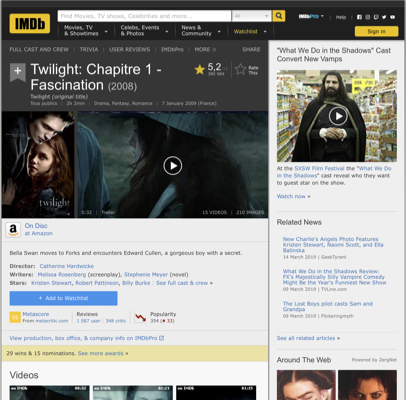 IMDb
Find Movies, TV shows, Celebrities and more...
All
Movies, TV & Showtimes
Celebs, Events & Photos
News & Community
Watchlist
IMDbPro
Help
Sign in
FULL CAST AND CREW | TRIVIA | USER REVIEWS | IMDbPro | MORE
SHARE
Twilight: Chapitre 1 - Fascination (2008)
Twilight (original title)
Tous publics | 2h 2min | Drama, Fantasy, Romance | 7 January 2009 (France)
5,2
Rate This
0:32 | Trailer
15 VIDEOS | 210 IMAGES
On Disc
at Amazon
Bella Swan moves to Forks and encounters Edward Cullen, a gorgeous boy with a secret.
Director: Catherine Hardwicke
Writers: Melissa Rosenberg (screenplay), Stephenie Meyer (novel)
Stars: Kristen Stewart, Robert Pattinson, Billy Burke | See full cast & crew »
+ Add to Watchlist
Metascore
From metacritic.com
Reviews
1 587 user | 348 critic
Popularity
354
View production, box office, & company info on IMDbPro
29 wins & 15 nominations. See more awards »
Videos
"What We Do in the Shadows" Cast Convert New Vamps
At the SXSW Film Festival the "What We Do in the Shadows" cast reveal who they want to guest star on the show.
Watch now »
Related News
New Charlie's Angels Photo Features Kristen Stewart, Naomi Scott, and Ella Balinska
14 March 2019 | GeekTyrant
What We Do in the Shadows Review: FX's Majestically Silly Vampire Comedy Might Be the Year's Funniest New Show
09 March 2019 | TVLine.com
The Lost Boys pilot casts Sam and Grandpa
09 March 2019 | Flickeringmyth
See all related articles »
Around The Web
Powered by ZergNet